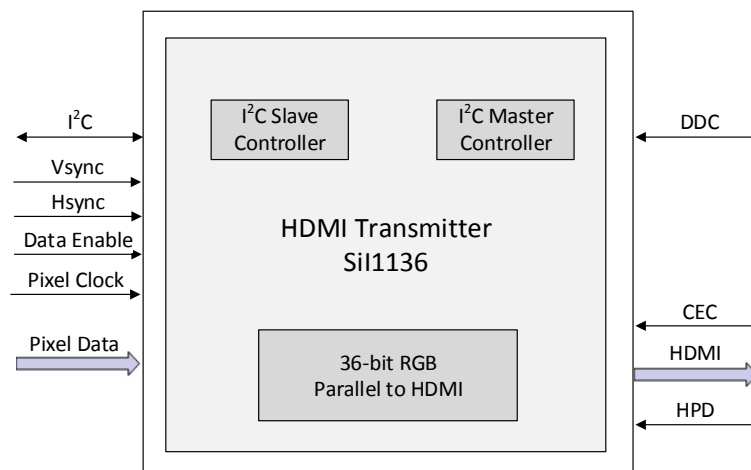 I²C
Vsync
Hsync
Data Enable
Pixel Clock
Pixel Data
I²C Slave
Controller
I²C Master
Controller
HDMI Transmitter
SiI1136
36-bit RGB
Parallel to HDMI
DDC
CEC
HDMI
HPD